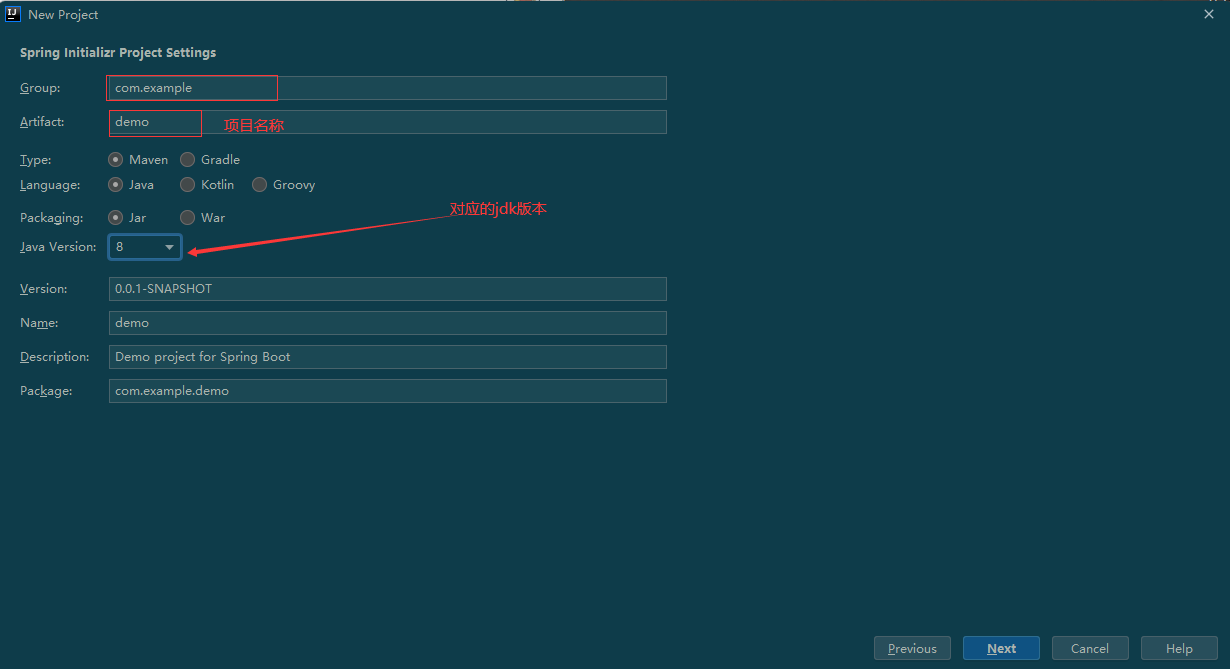 IJ New Project
Spring Initializr Project Settings
Group: com.example
Artifact: demo 项目名称
Type: Maven Gradle
Language: Java Kotlin Groovy
对应的jdk版本
Packaging: Jar War
Java Version: 8
Version: 0.0.1-SNAPSHOT
Name: demo
Description: Demo project for Spring Boot
Package: com.example.demo
Previous Next Cancel Help